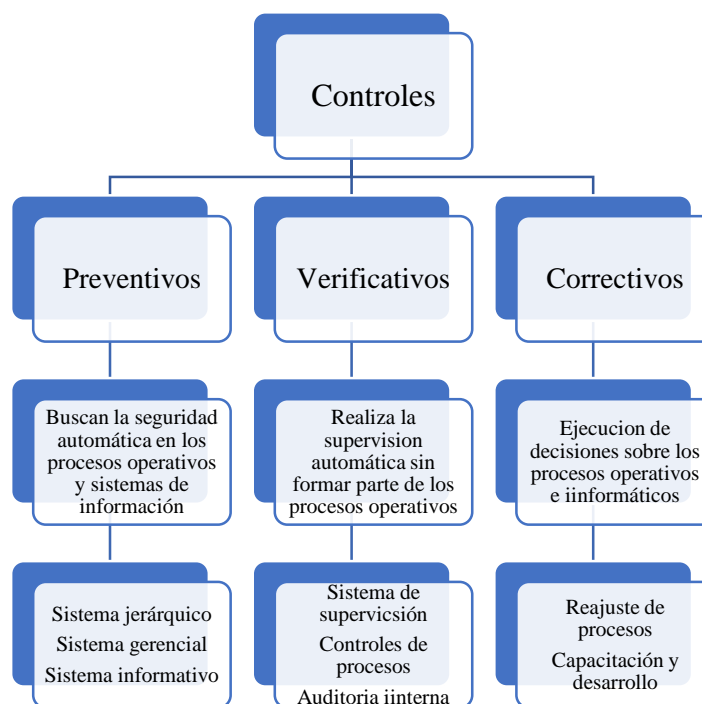 Controles
Preventivos
Verificativos
Correctivos
Buscan la seguridad
automática en los
procesos operativos
y sistemas de
información
Realiza la
supervision
automática sin
formar parte de los
procesos operativos
Ejecucion de
decisiones sobre los
procesos operativos
e iinformáticos
Sistema jerárquico
Sistema gerencial
Sistema informativo
Sistema de
supervicsión
Controles de
procesos
Auditoria iinterna
Reajuste de
procesos
Capacitación y
desarrollo